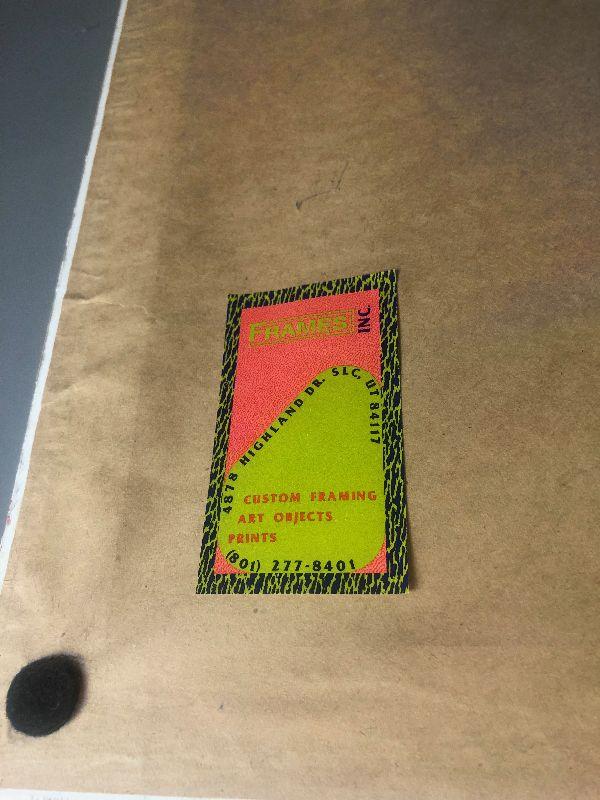 FRAMES INC.
4878 HIGHLAND DR. SLC, UT 84117
CUSTOM FRAMING
ART OBJECTS
PRINTS
(801) 277-8401